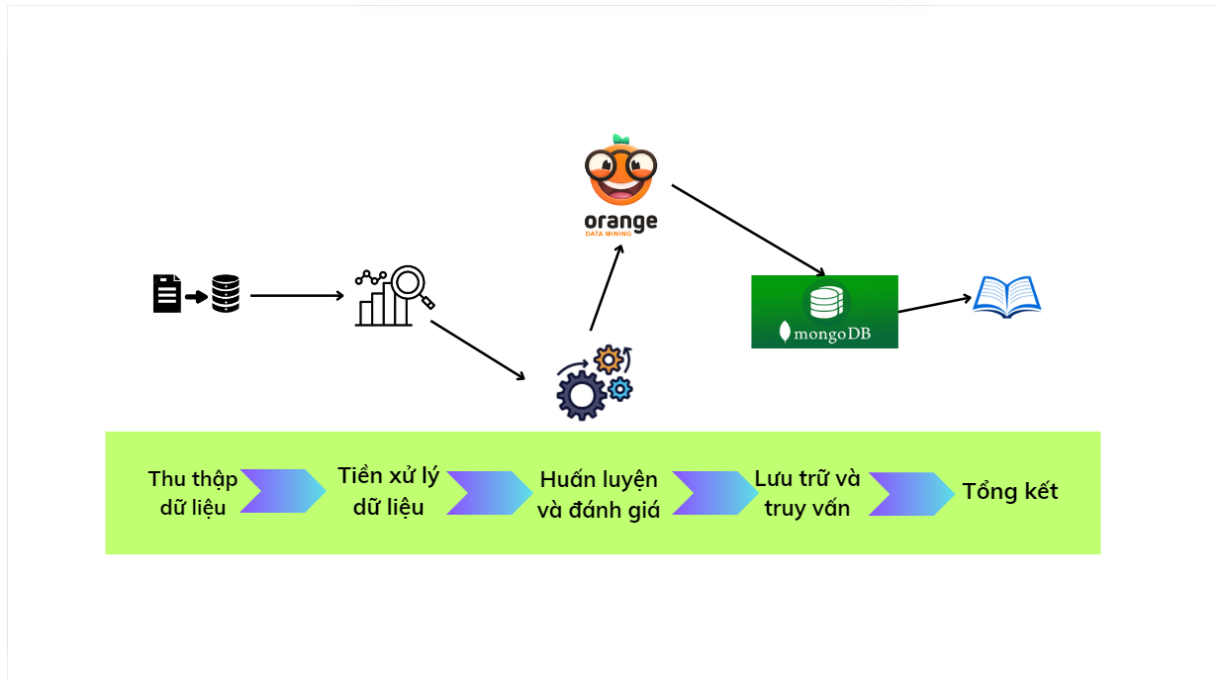 orange
DATA MINING
mongoDB
Thu thập
dữ liệu
Tiền xử lý
dữ liệu
Huấn luyện
và đánh giá
Lưu trữ và
truy vấn
Tổng kết